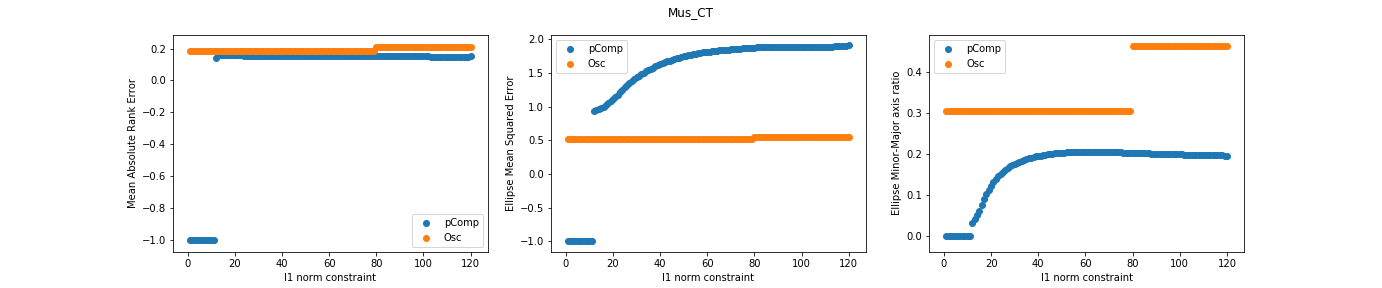 Mus_CT
Mean Absolute Rank Error
0.2
0.0
−0.2
−0.4
−0.6
−0.8
−1.0
pComp
Osc
0 20 40 60 80 100 120
l1 norm constraint
Ellipse Mean Squared Error
2.0
1.5
1.0
0.5
0.0
−0.5
−1.0
pComp
Osc
0 20 40 60 80 100 120
l1 norm constraint
Ellipse Minor-Major axis ratio
0.4
0.3
0.2
0.1
0.0
pComp
Osc
0 20 40 60 80 100 120
l1 norm constraint